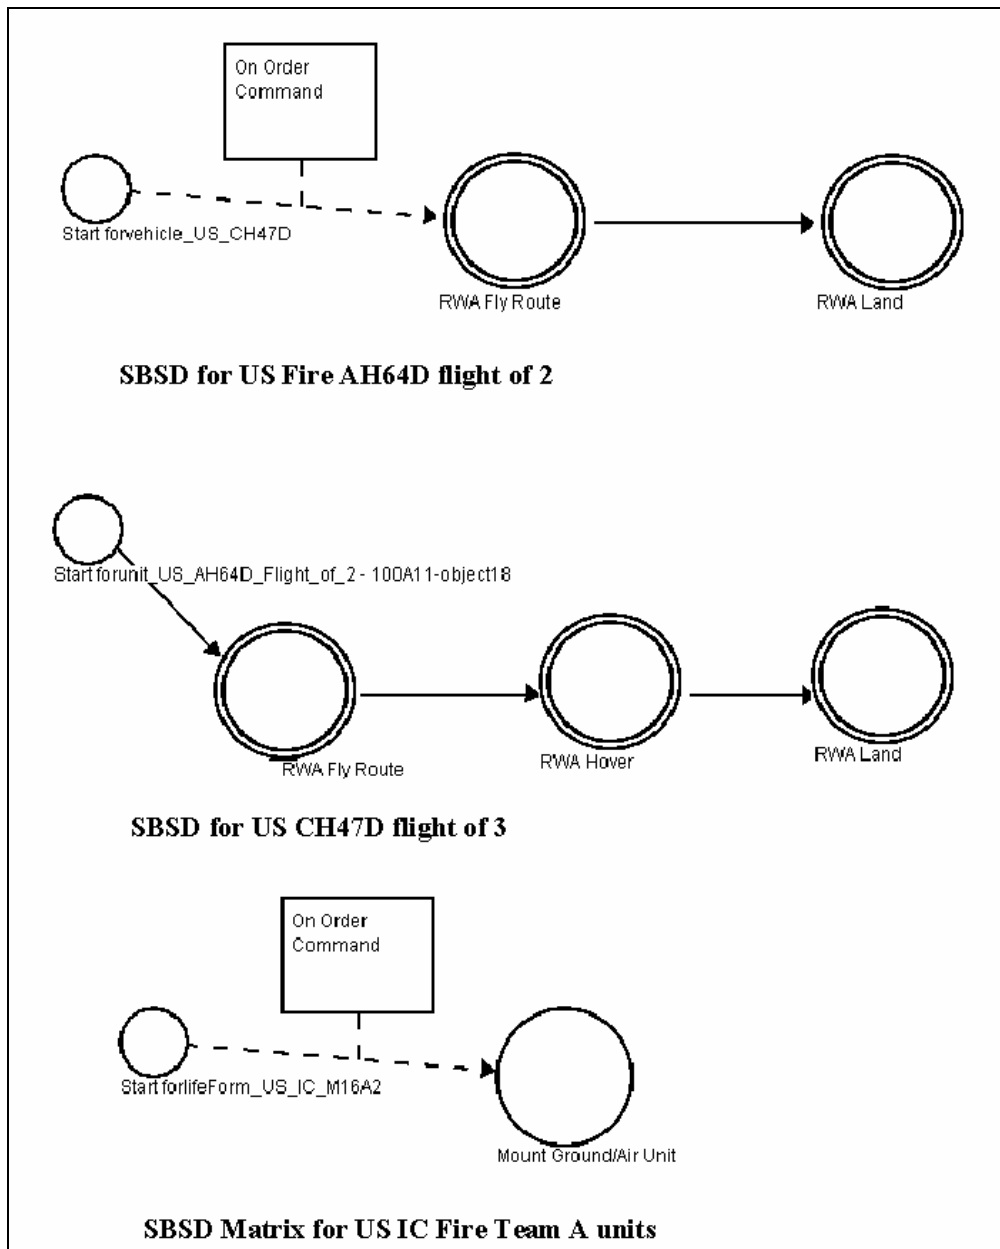 On Order
Command
Start forvehicle_US_CH47D
RWA Fly Route
RWA Land
SBSD for US Fire AH64D flight of 2
Start forunit_US_AH64D_Flight_of_2 - 100A11-object18
RWA Fly Route
RWA Hover
RWA Land
SBSD for US CH47D flight of 3
On Order
Command
Start forlifeForm_US_IC_M16A2
Mount Ground/Air Unit
SBSD Matrix for US IC Fire Team A units